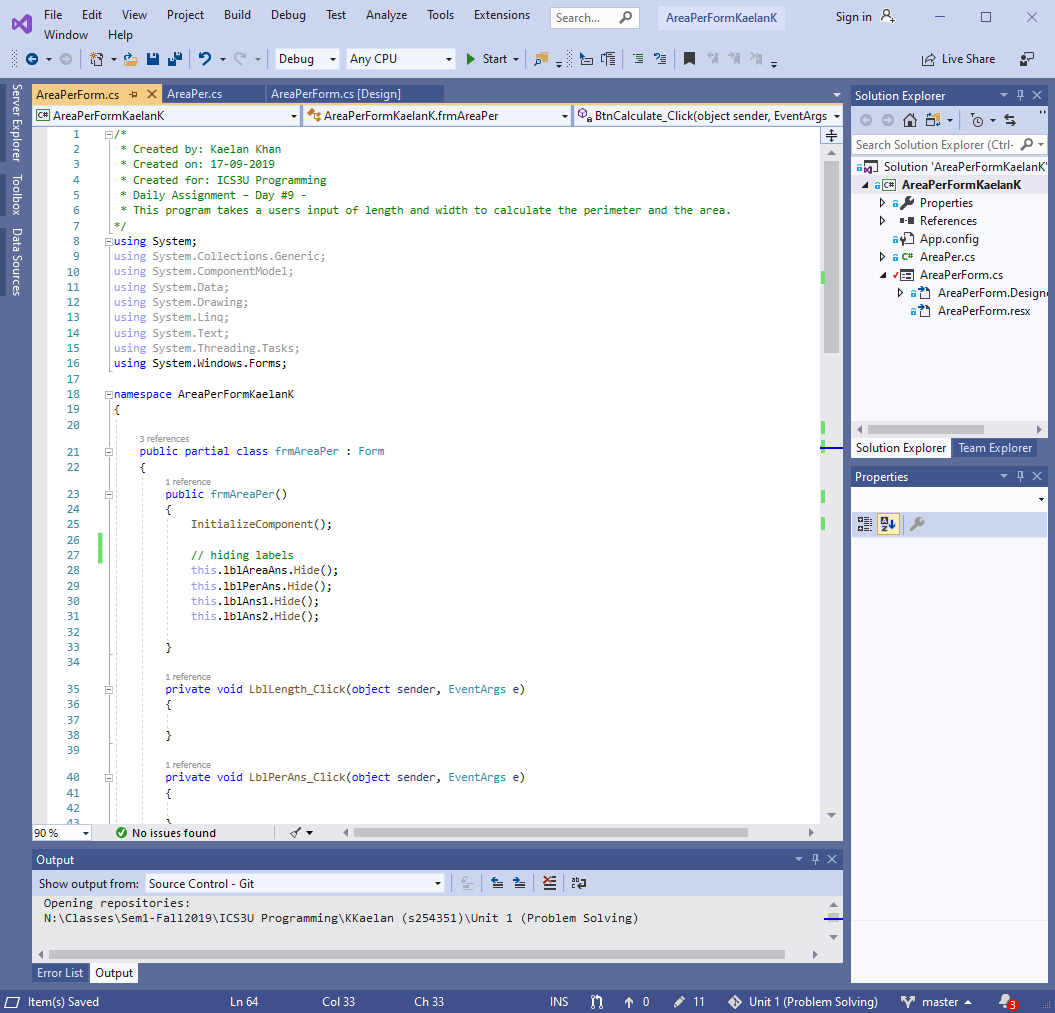 File Edit View Project Build Debug Test Analyze Tools Extensions Search... AreaPerFormKaelanK Sign in
Window Help
Debug Any CPU Start Live Share
Server Explorer
Toolbox
Data Sources
AreaPerForm.cs AreaPer.cs AreaPerForm.cs [Design]
C# AreaPerFormKaelanK AreaPerFormKaelanK.frmAreaPer BtnCalculate_Click(object sender, EventArgs
1 /*
2 * Created by: Kaelan Khan
3 * Created on: 17-09-2019
4 * Created for: ICS3U Programming
5 * Daily Assignment – Day #9 -
6 * This program takes a users input of length and width to calculate the perimeter and the area.
7 */
8 using System;
9 using System.Collections.Generic;
10 using System.ComponentModel;
11 using System.Data;
12 using System.Drawing;
13 using System.Linq;
14 using System.Text;
15 using System.Threading.Tasks;
16 using System.Windows.Forms;
17
18 namespace AreaPerFormKaelanK
19 {
20
3 references
21 public partial class frmAreaPer : Form
22 {
1 reference
23 public frmAreaPer()
24 {
25 InitializeComponent();
26
27 // hiding labels
28 this.lblAreaAns.Hide();
29 this.lblPerAns.Hide();
30 this.lblAns1.Hide();
31 this.lblAns2.Hide();
32
33 }
34
1 reference
35 private void LblLength_Click(object sender, EventArgs e)
36 {
37
38 }
39
1 reference
40 private void LblPerAns_Click(object sender, EventArgs e)
41 {
42
43 }
90 % No issues found
Output
Show output from: Source Control - Git
Opening repositories:
N:\Classes\Sem1-Fall2019\ICS3U Programming\KKaelan (s254351)\Unit 1 (Problem Solving)
Error List Output
Solution Explorer
Search Solution Explorer (Ctrl-
Solution 'AreaPerFormKaelanK'
C# AreaPerFormKaelanK
Properties
References
App.config
C# AreaPer.cs
AreaPerForm.cs
AreaPerForm.Designe
AreaPerForm.resx
Solution Explorer Team Explorer
Properties
Item(s) Saved Ln 64 Col 33 Ch 33 INS 0 11 Unit 1 (Problem Solving) master 3